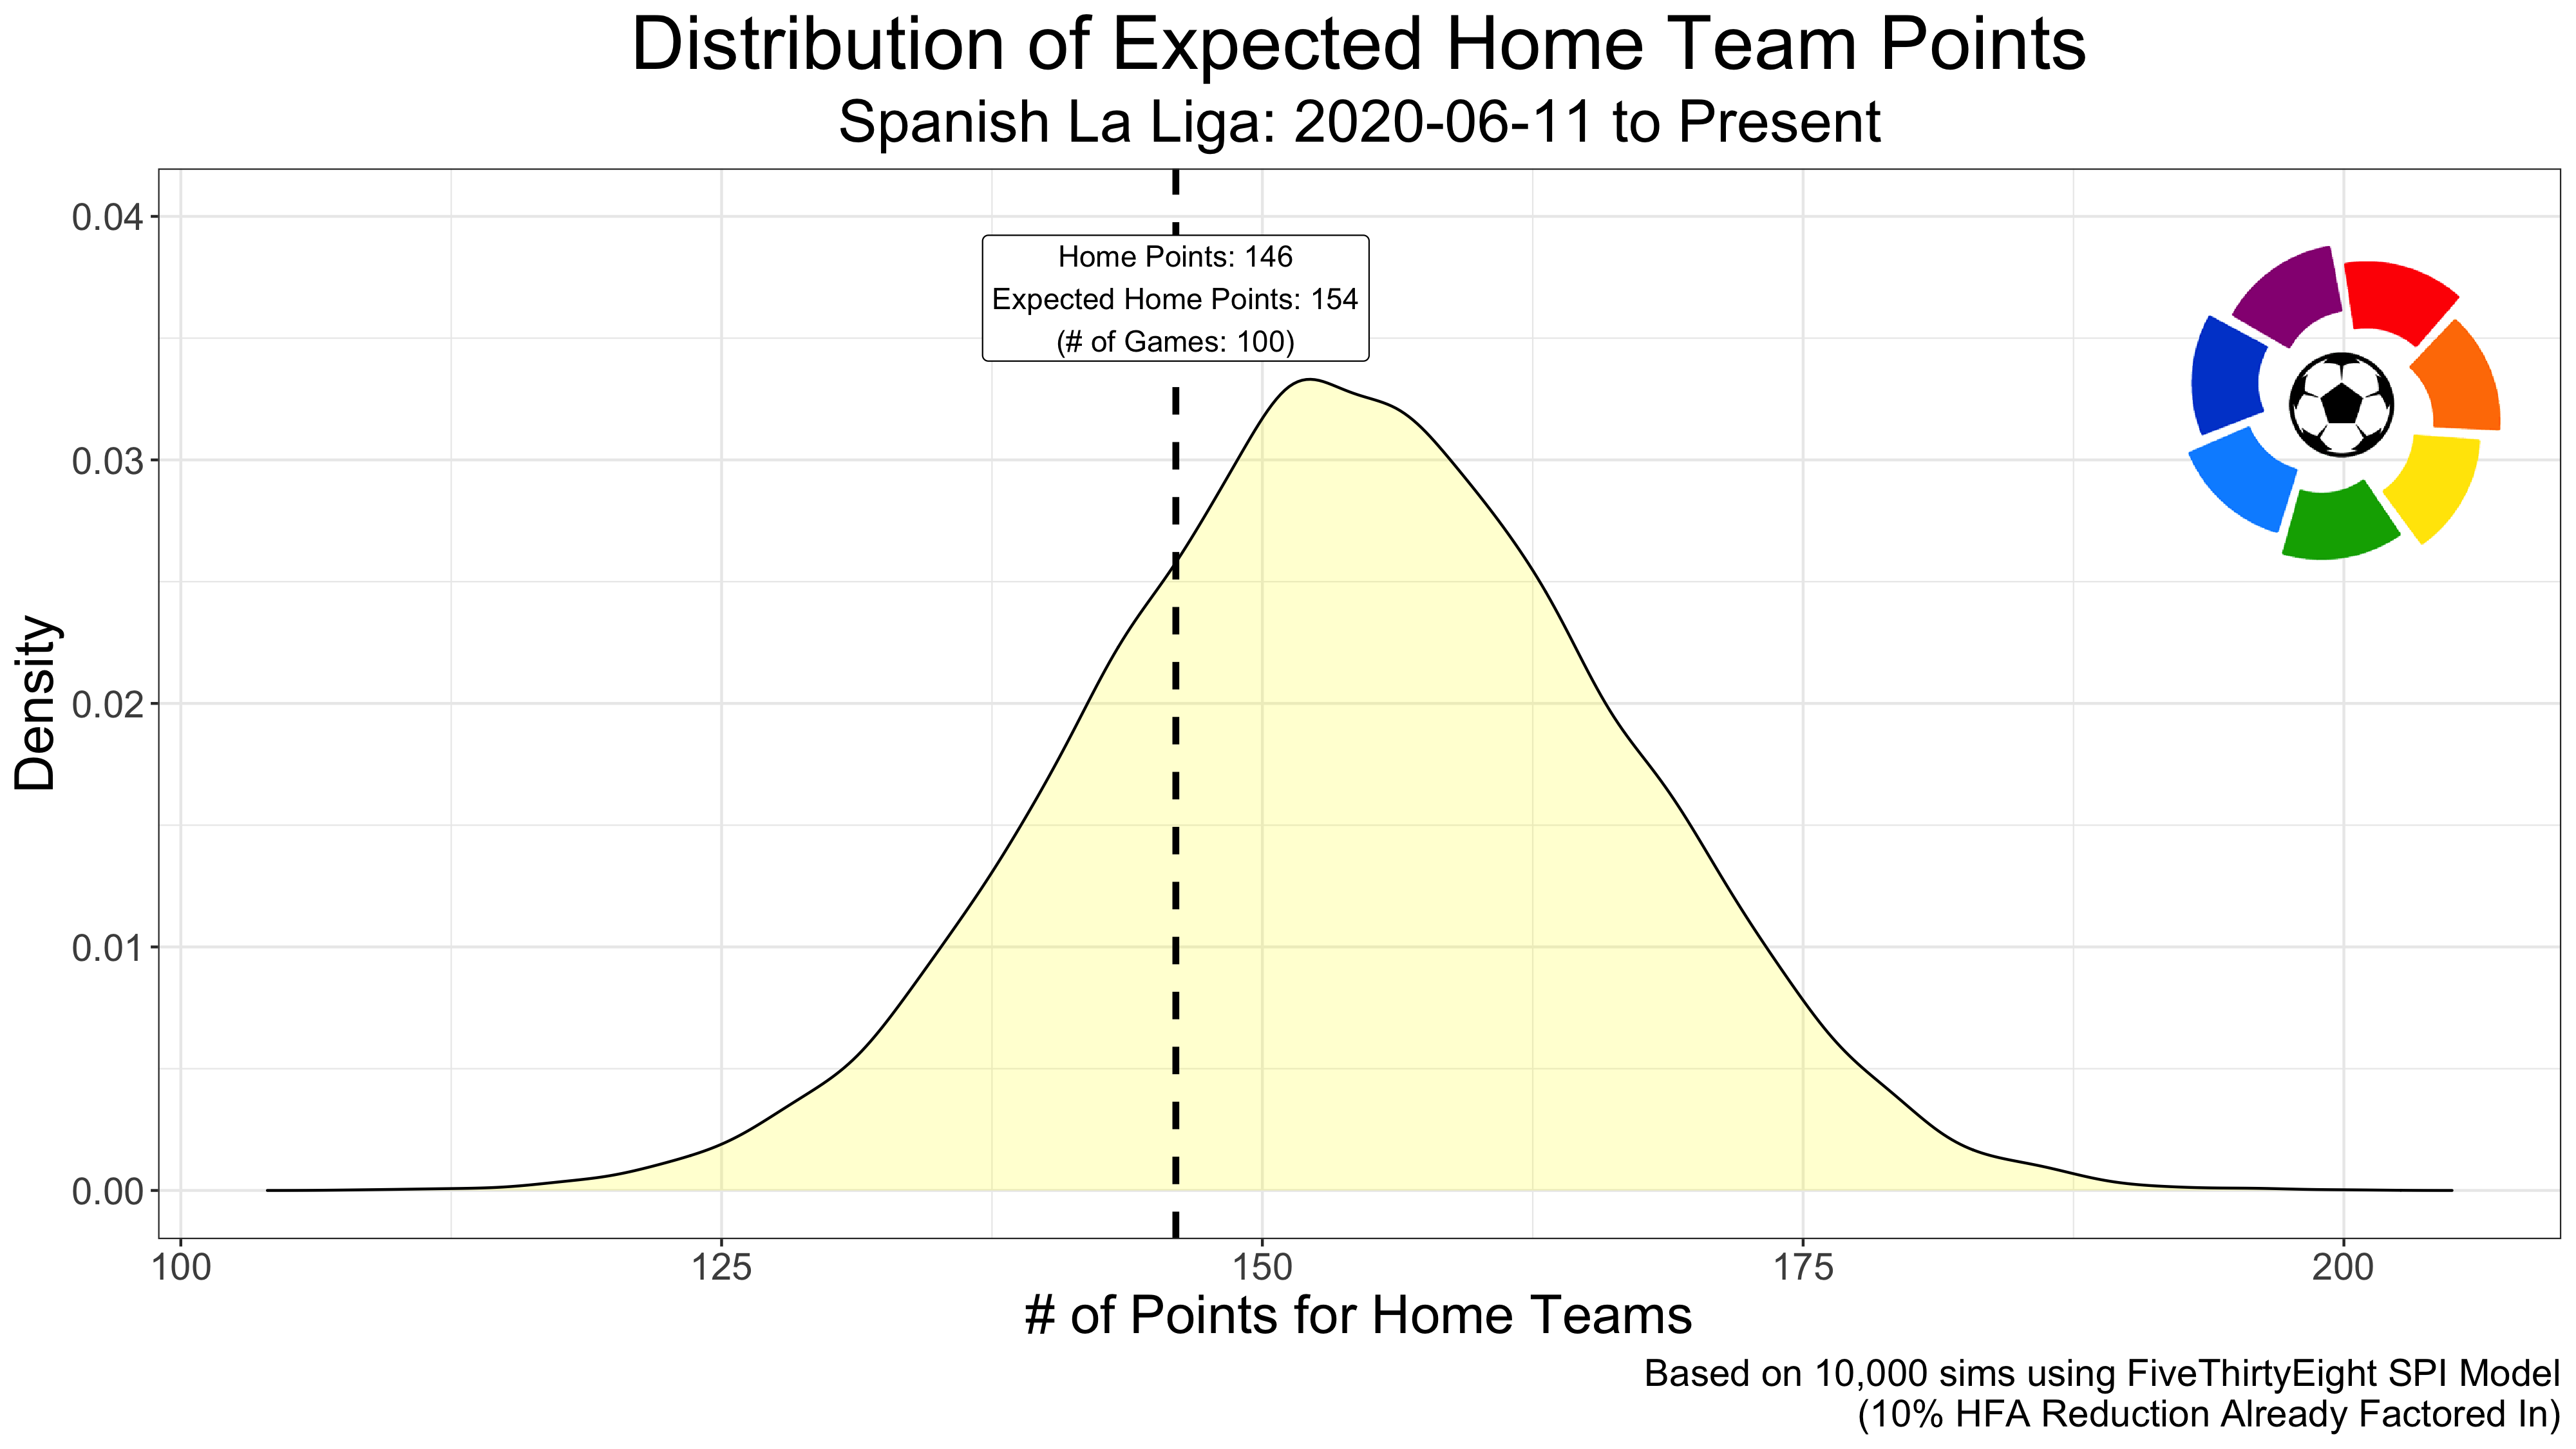 Distribution of Expected Home Team Points
Spanish La Liga: 2020-06-11 to Present
0.04
0.03
0.02
0.01
0.00
Density
Home Points: 146
Expected Home Points: 154
(# of Games: 100)
100 125 150 175 200
# of Points for Home Teams
Based on 10,000 sims using FiveThirtyEight SPI Model
(10% HFA Reduction Already Factored In)